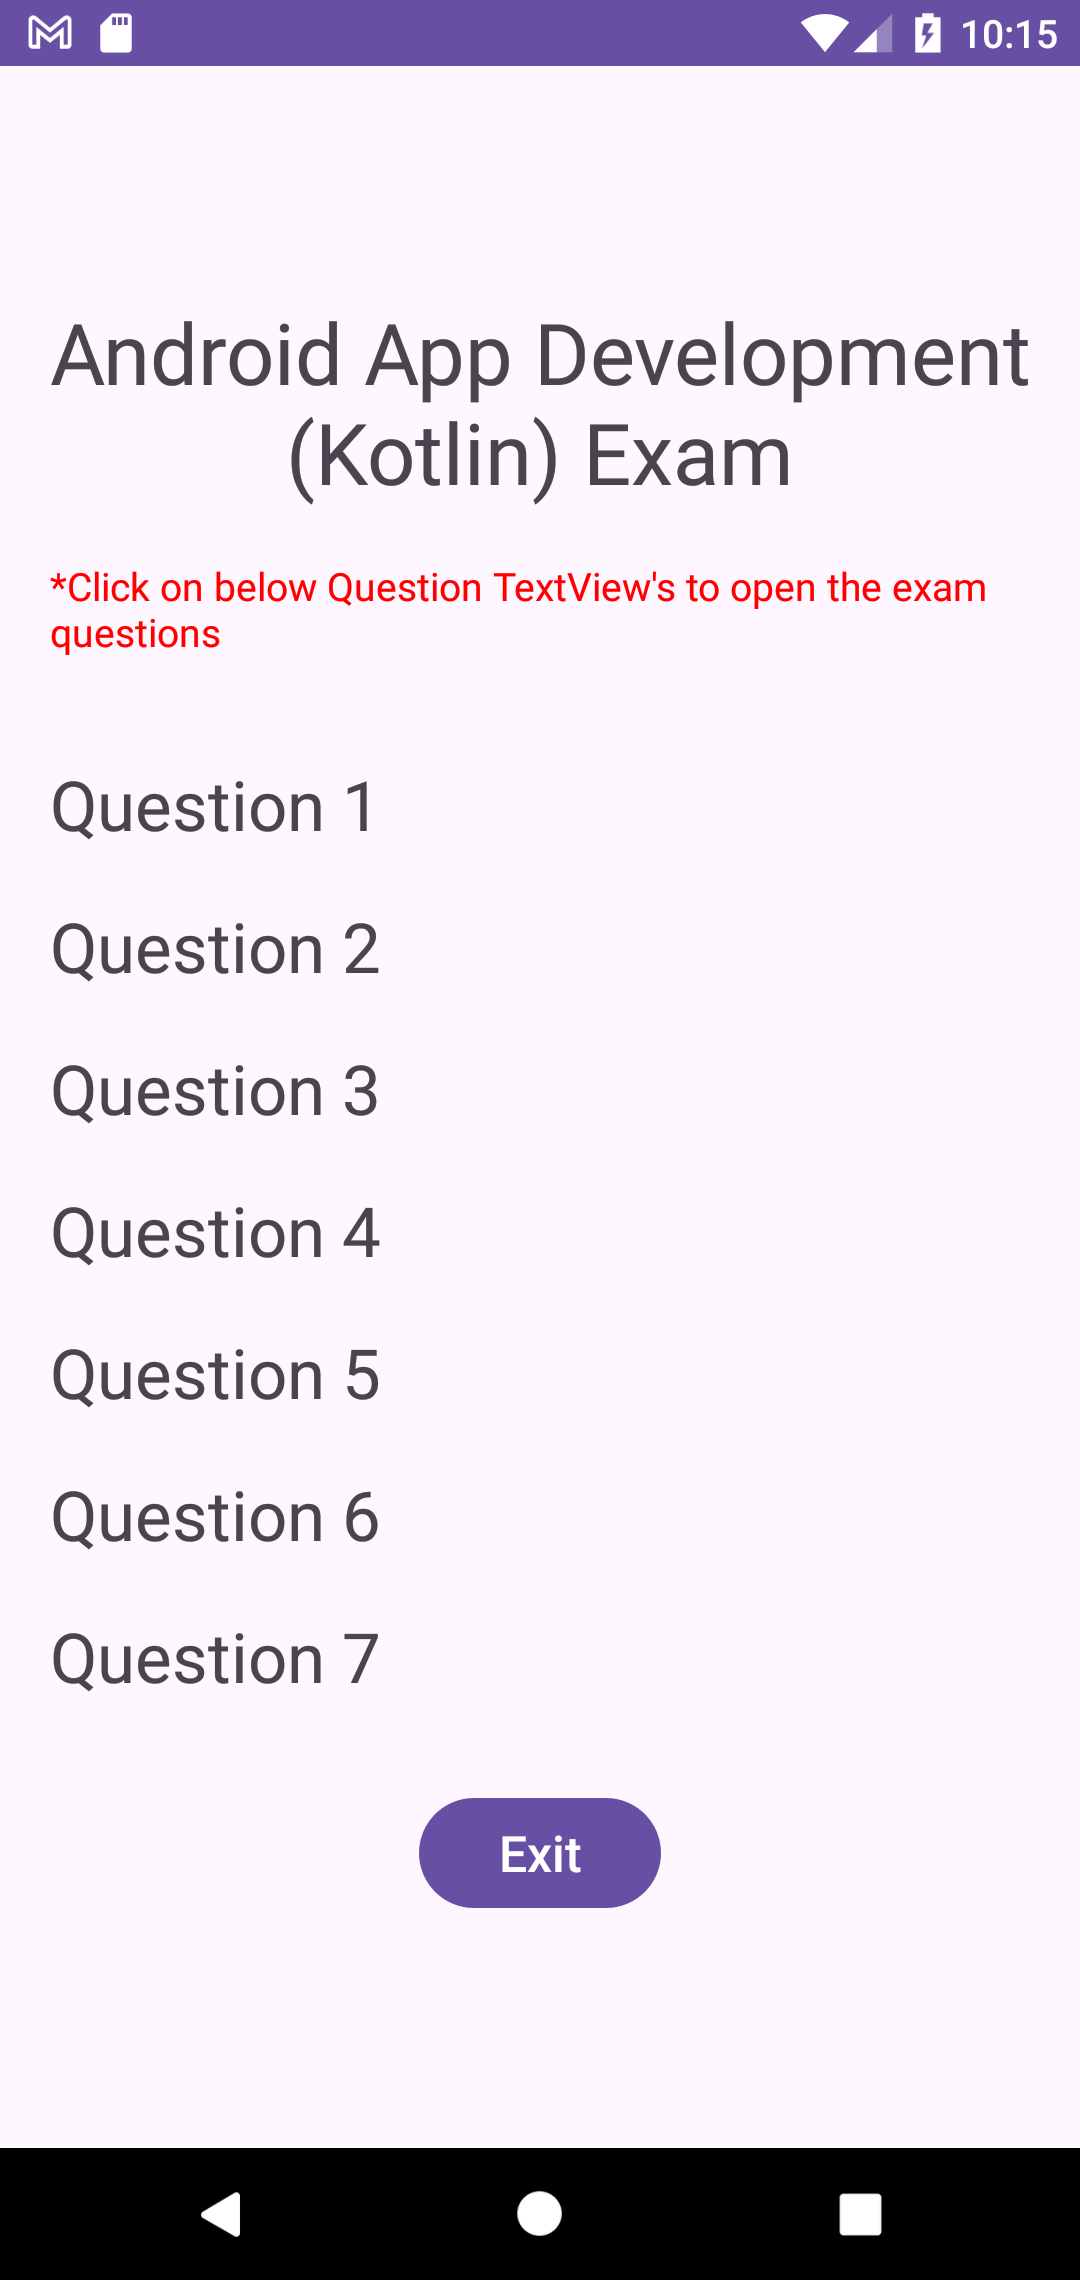 10:15
Android App Development
(Kotlin) Exam
*Click on below Question TextView's to open the exam
questions
Question 1
Question 2
Question 3
Question 4
Question 5
Question 6
Question 7
Exit